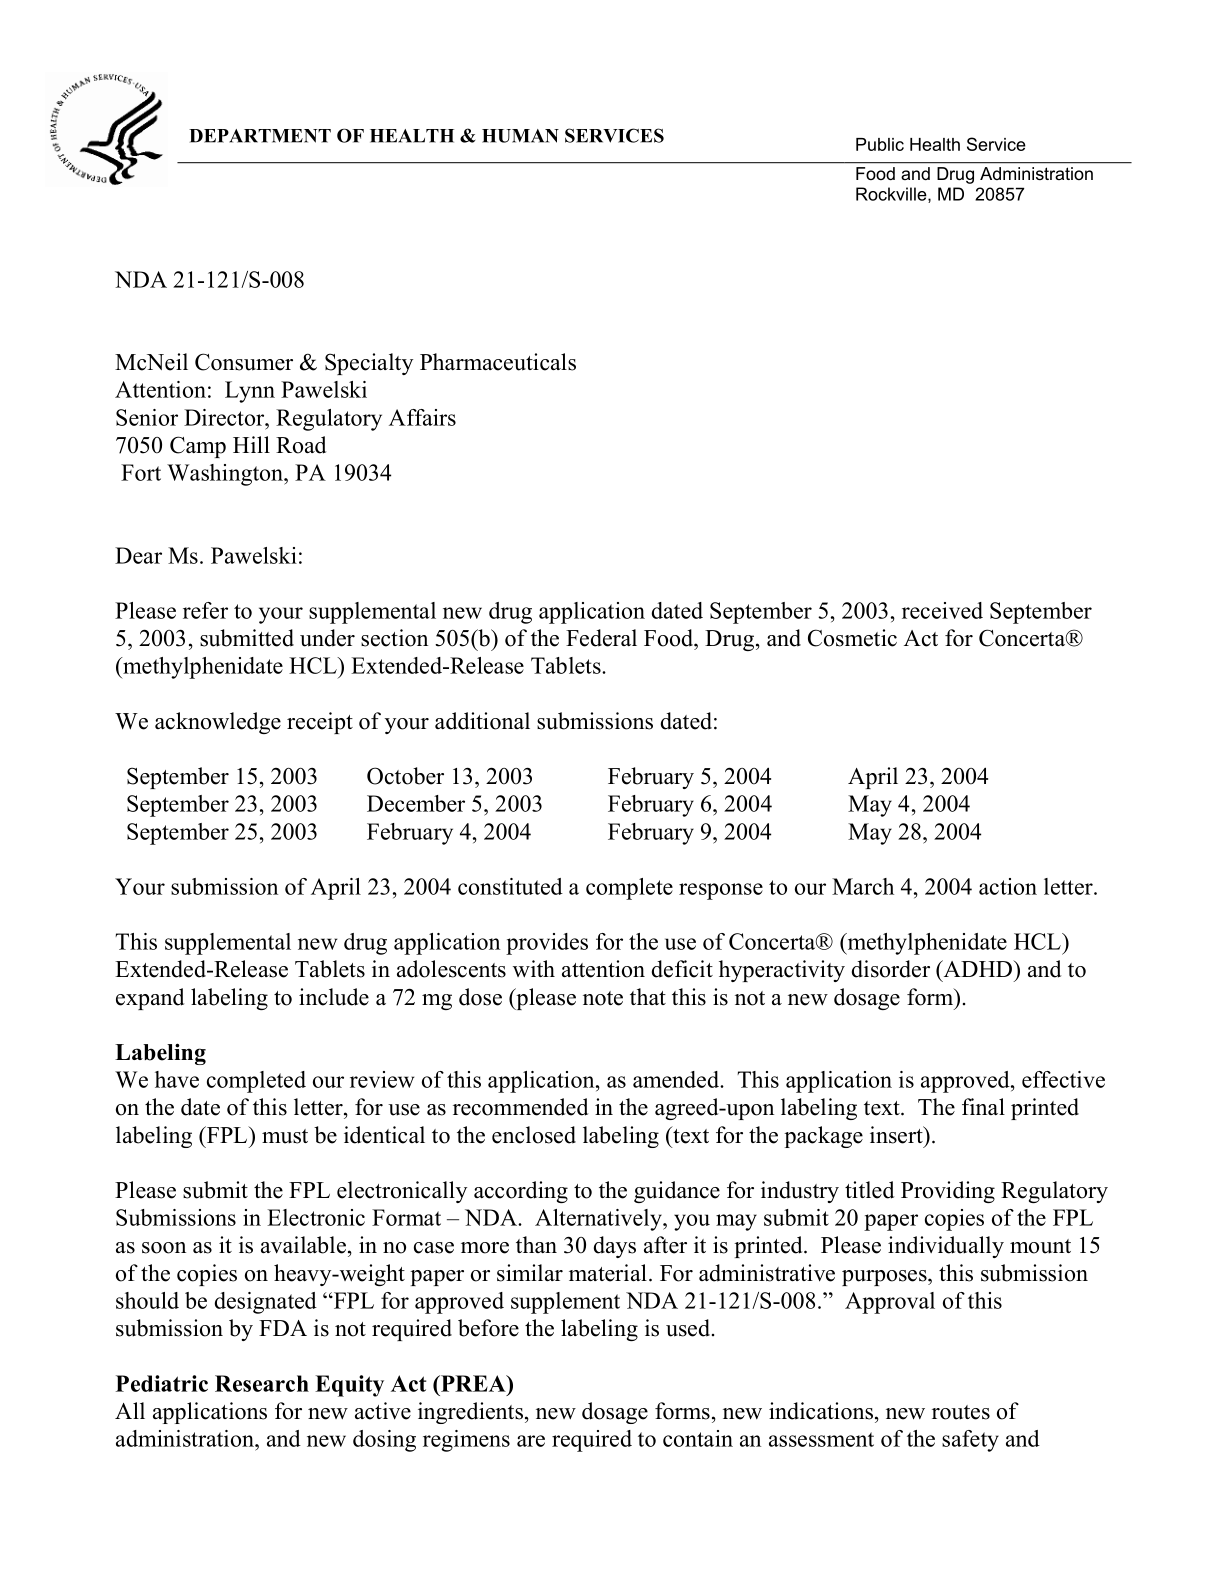 DEPARTMENT OF HEALTH & HUMAN SERVICES·USA
DEPARTMENT OF HEALTH & HUMAN SERVICES
Public Health Service
Food and Drug Administration
Rockville, MD 20857
NDA 21-121/S-008
McNeil Consumer & Specialty Pharmaceuticals
Attention: Lynn Pawelski
Senior Director, Regulatory Affairs
7050 Camp Hill Road
Fort Washington, PA 19034
Dear Ms. Pawelski:
Please refer to your supplemental new drug application dated September 5, 2003, received September
5, 2003, submitted under section 505(b) of the Federal Food, Drug, and Cosmetic Act for Concerta®
(methylphenidate HCL) Extended-Release Tablets.
We acknowledge receipt of your additional submissions dated:
September 15, 2003 October 13, 2003 February 5, 2004 April 23, 2004
September 23, 2003 December 5, 2003 February 6, 2004 May 4, 2004
September 25, 2003 February 4, 2004 February 9, 2004 May 28, 2004
Your submission of April 23, 2004 constituted a complete response to our March 4, 2004 action letter.
This supplemental new drug application provides for the use of Concerta® (methylphenidate HCL)
Extended-Release Tablets in adolescents with attention deficit hyperactivity disorder (ADHD) and to
expand labeling to include a 72 mg dose (please note that this is not a new dosage form).
Labeling
We have completed our review of this application, as amended. This application is approved, effective
on the date of this letter, for use as recommended in the agreed-upon labeling text. The final printed
labeling (FPL) must be identical to the enclosed labeling (text for the package insert).
Please submit the FPL electronically according to the guidance for industry titled Providing Regulatory
Submissions in Electronic Format – NDA. Alternatively, you may submit 20 paper copies of the FPL
as soon as it is available, in no case more than 30 days after it is printed. Please individually mount 15
of the copies on heavy-weight paper or similar material. For administrative purposes, this submission
should be designated “FPL for approved supplement NDA 21-121/S-008.” Approval of this
submission by FDA is not required before the labeling is used.
Pediatric Research Equity Act (PREA)
All applications for new active ingredients, new dosage forms, new indications, new routes of
administration, and new dosing regimens are required to contain an assessment of the safety and